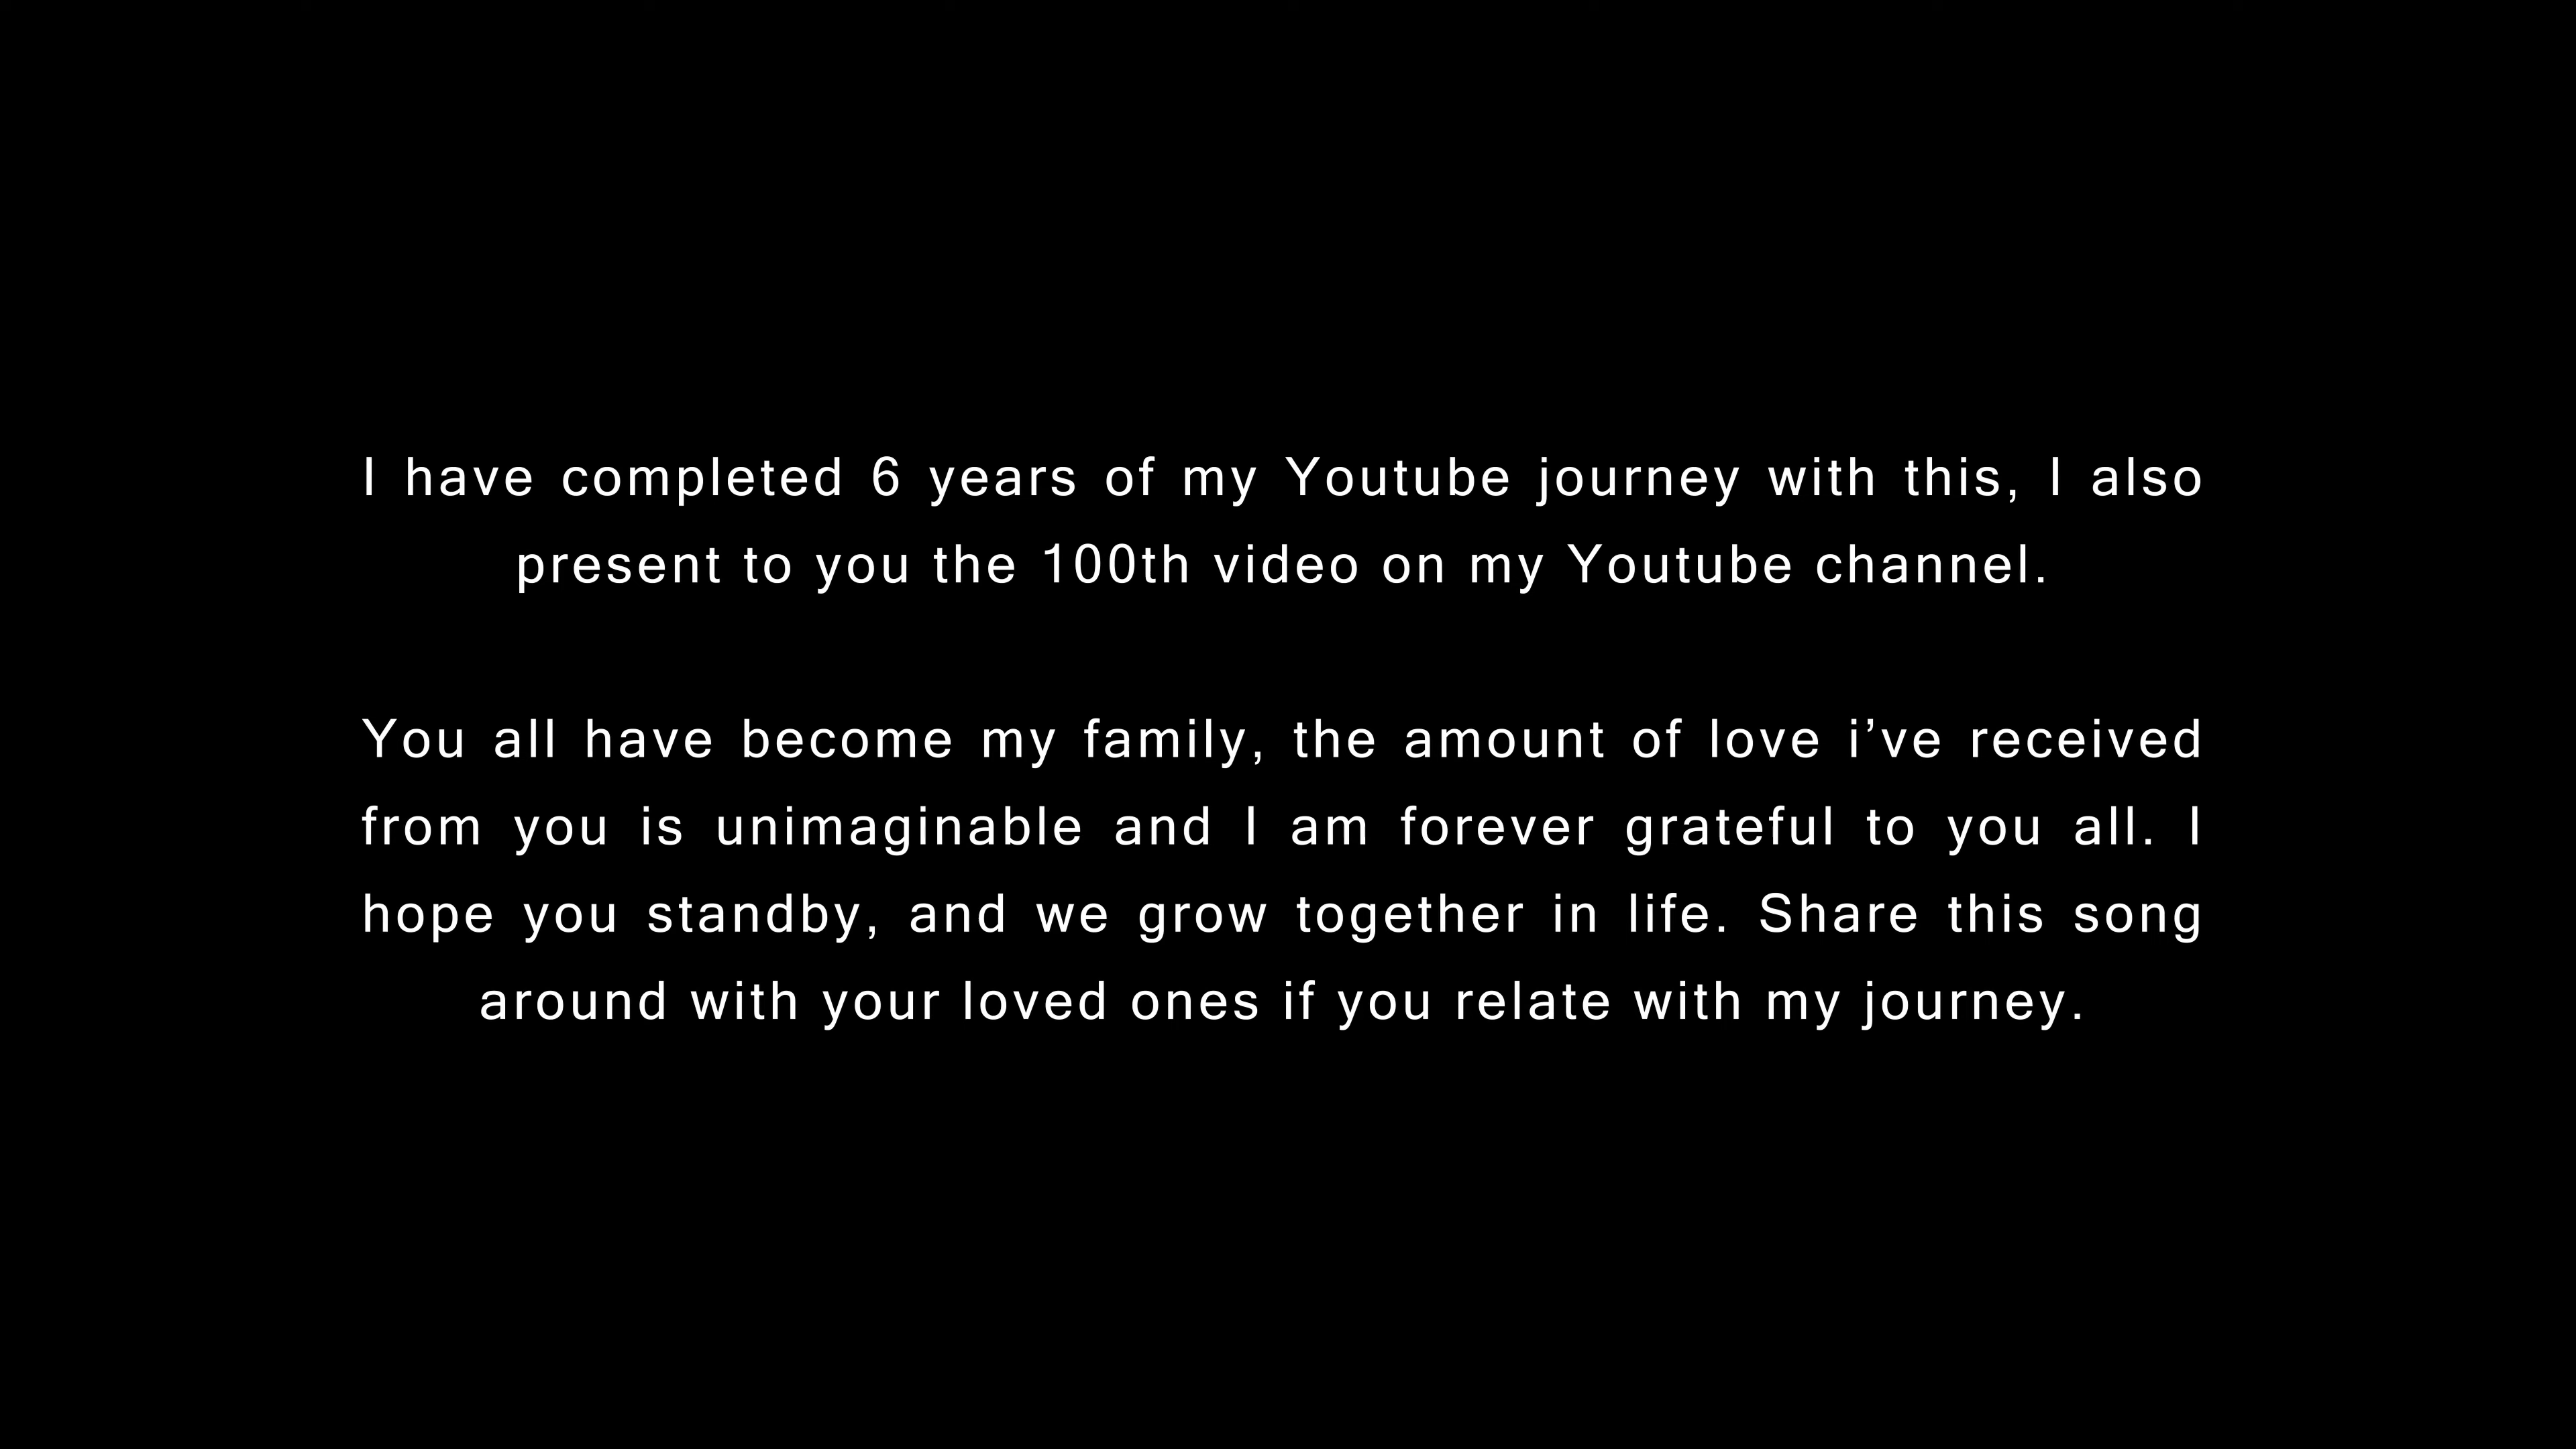 I have completed 6 years of my Youtube journey with this, I also
present to you the 100th video on my Youtube channel.
You all have become my family, the amount of love i’ve received
from you is unimaginable and I am forever grateful to you all. I
hope you standby, and we grow together in life. Share this song
around with your loved ones if you relate with my journey.